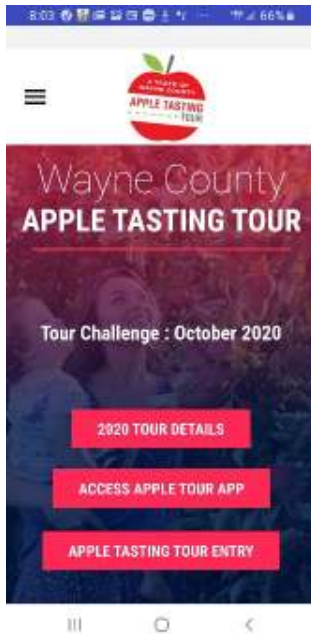 8:03
66%
A TASTE OF
WAYNE COUNTY
APPLE TASTING
TOUR
Wayne County
APPLE TASTING TOUR
Tour Challenge : October 2020
2020 TOUR DETAILS
ACCESS APPLE TOUR APP
APPLE TASTING TOUR ENTRY